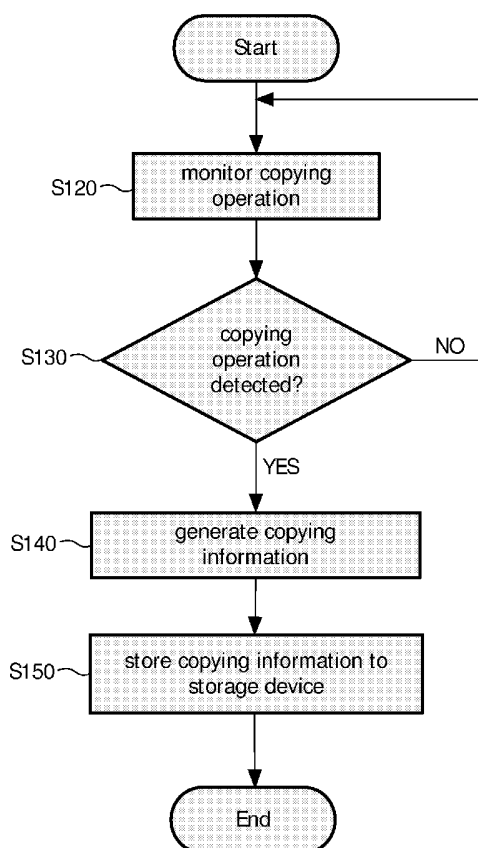 Start
S120
monitor copying
operation
S130
copying
operation
detected?
NO
YES
S140
generate copying
information
S150
store copying information to
storage device
End